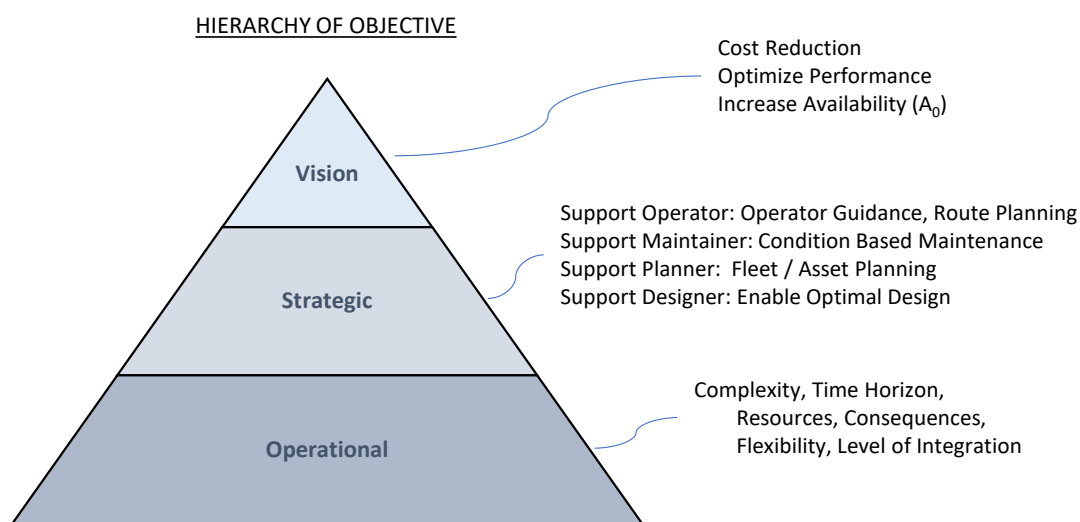 HIERARCHY OF OBJECTIVE
Cost Reduction
Optimize Performance
Increase Availability (A₀)
Vision
Support Operator: Operator Guidance, Route Planning
Support Maintainer: Condition Based Maintenance
Support Planner:  Fleet / Asset Planning
Support Designer: Enable Optimal Design
Strategic
Complexity, Time Horizon,
Resources, Consequences,
Flexibility, Level of Integration
Operational